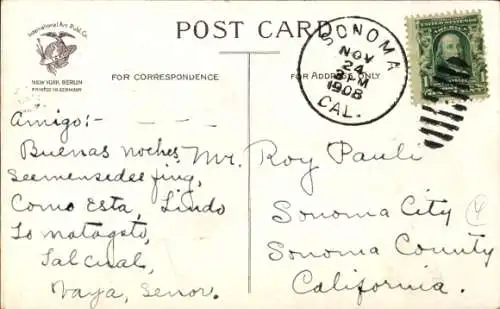 POST CARD
International Art Publ. Co.
NEW YORK BERLIN
PRINTED IN GERMANY
FOR CORRESPONDENCE
FOR ADDRESS ONLY
SONOMA
NOV
24
1908
CAL.
Amigo:-
Buenas noches,
Como Esta, Lindo
Tal cual,
Vaya, Senor.
Mr. Roy Pauli
Sonoma City
Sonoma County
California.